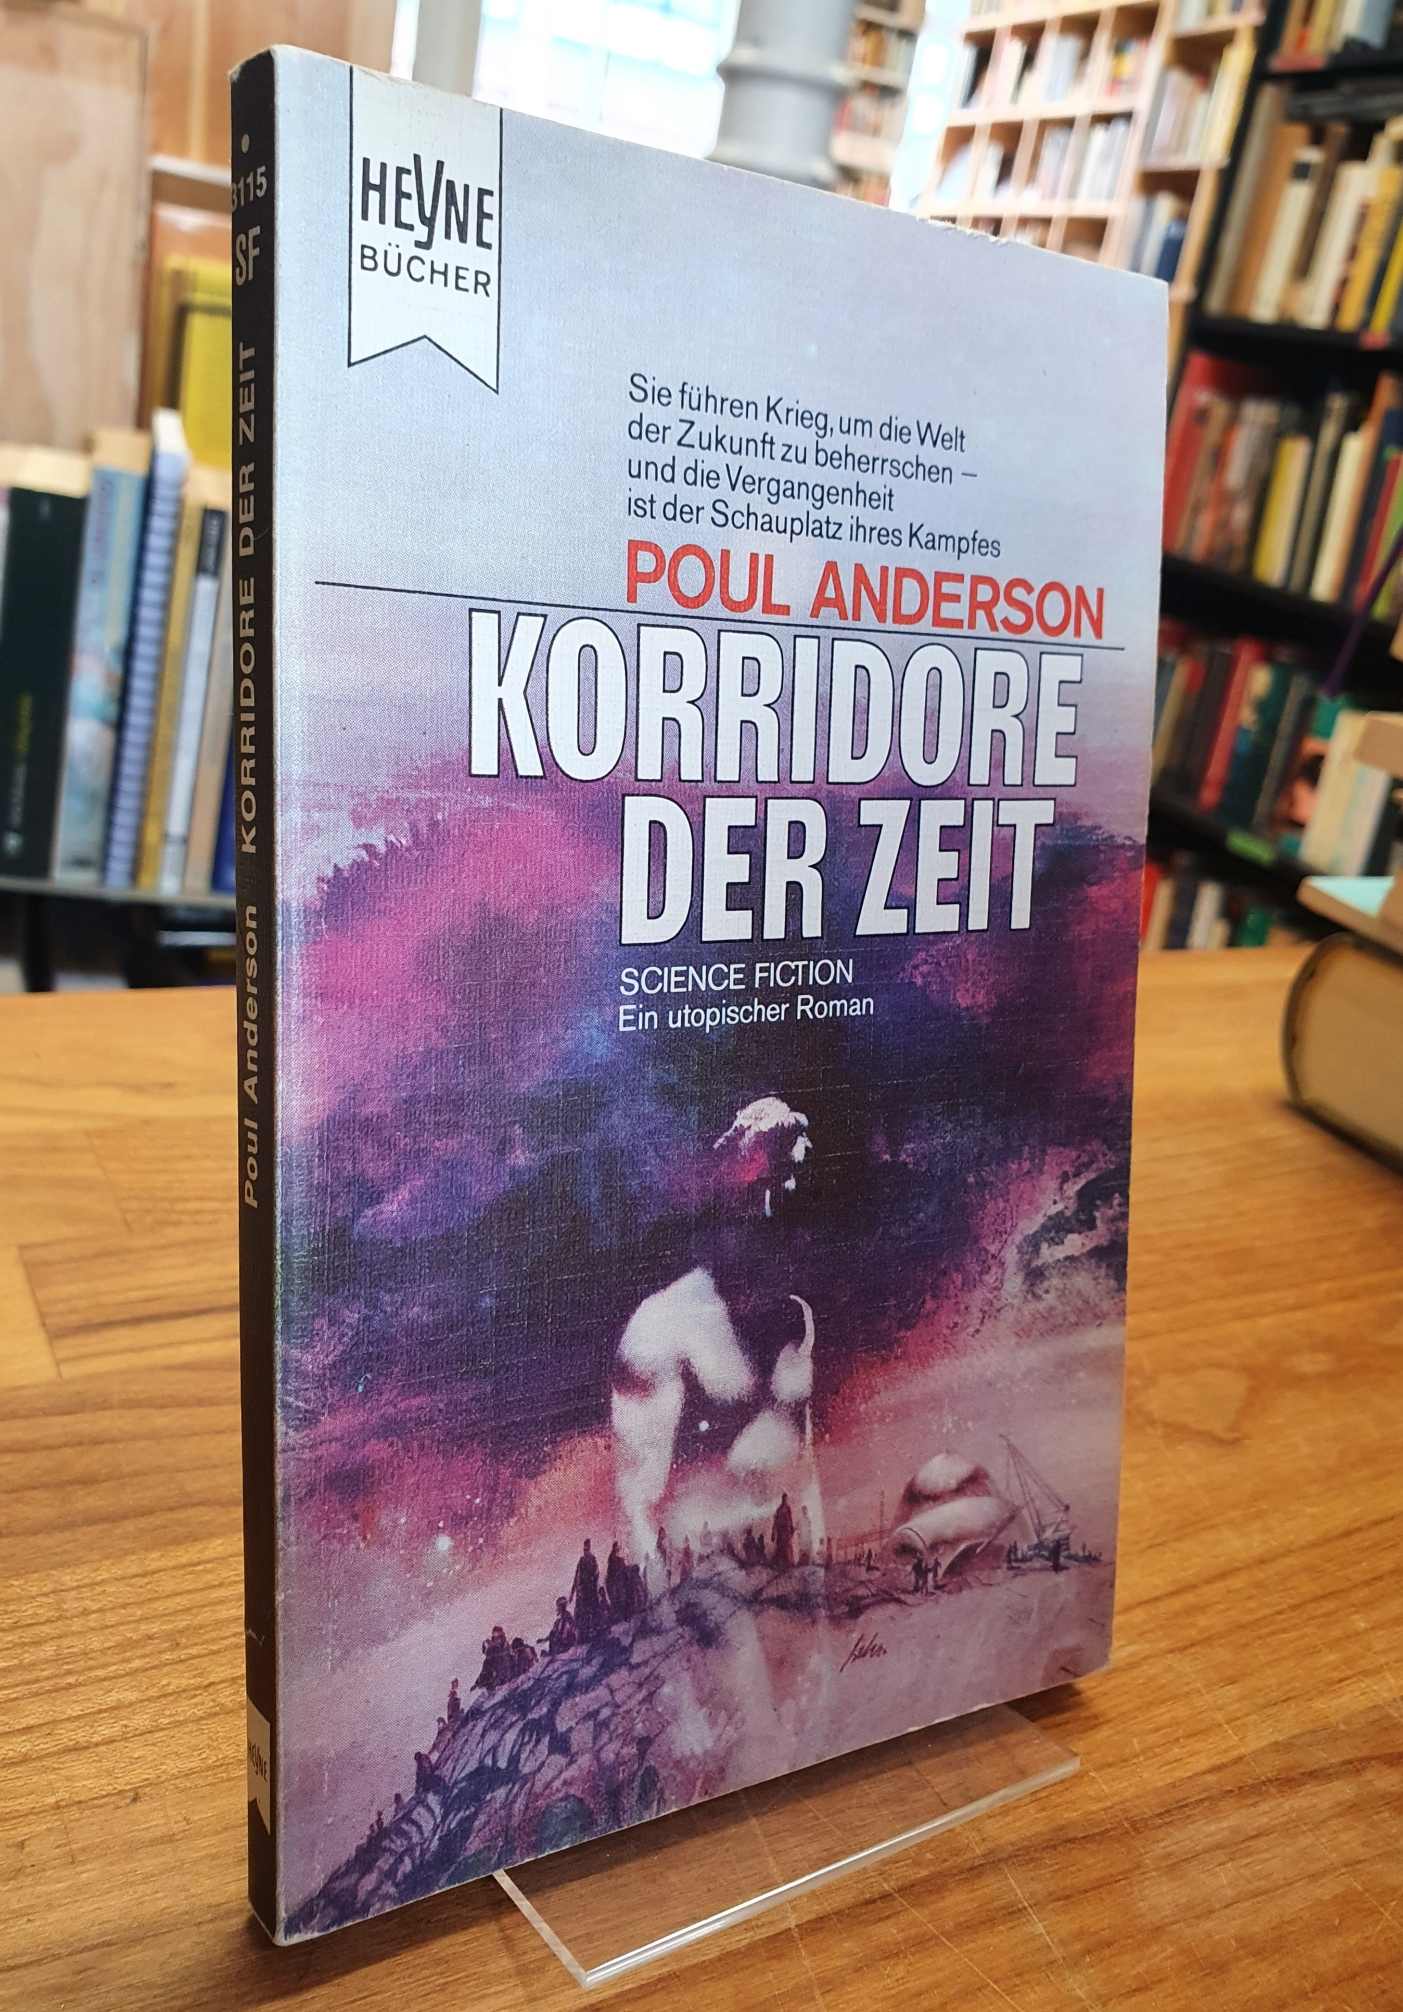 HEYNE
BÜCHER
Sie führen Krieg, um die Welt
der Zukunft zu beherrschen –
und die Vergangenheit
ist der Schauplatz ihres Kampfes
POUL ANDERSON
KORRIDORE
DER ZEIT
SCIENCE FICTION
Ein utopischer Roman
3115
SF
Poul Anderson KORRIDORE DER ZEIT
HEYNE